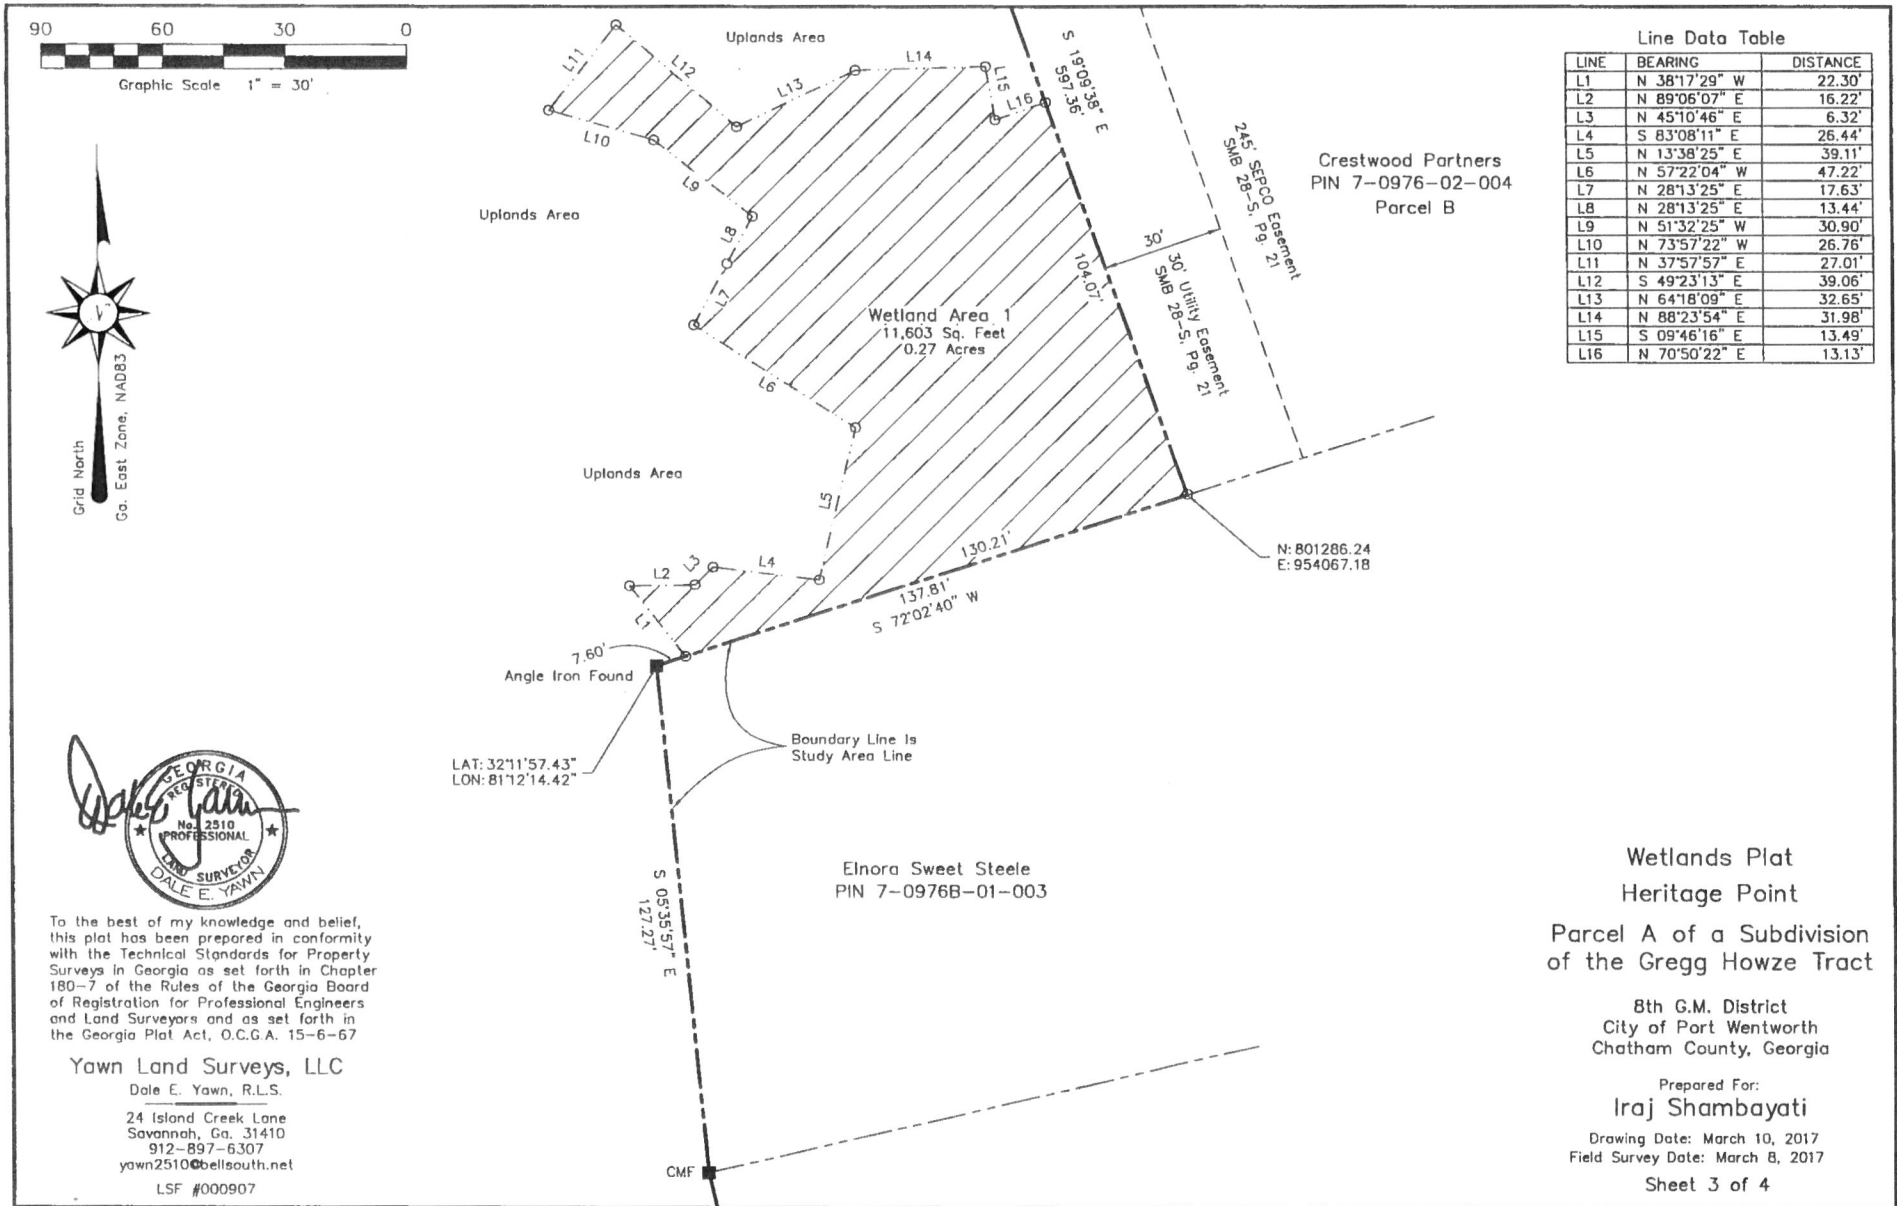 90 60 30 0
Graphic Scale 1" = 30'
Grid North
Ga. East Zone, NAD83
Uplands Area
L11
L12
L13
L14
L15
L16
L10
L9
L8
L7
L6
L5
Uplands Area
Uplands Area
S 19°09'38" E
597.36'
245' SEPCO Easement
SMB 28-S, Pg. 21
30'
30' Utility Easement
SMB 28-S, Pg. 21
104.07'
Crestwood Partners
PIN 7-0976-02-004
Parcel B
Wetland Area 1
11,603 Sq. Feet
0.27 Acres
Line Data Table
LINE BEARING DISTANCE
L1 N 38°17'29" W 22.30'
L2 N 89°06'07" E 16.22'
L3 N 45°10'46" E 6.32'
L4 S 83°08'11" E 26.44'
L5 N 13°38'25" E 39.11'
L6 N 57°22'04" W 47.22'
L7 N 28°13'25" E 17.63'
L8 N 28°13'25" E 13.44'
L9 N 51°32'25" W 30.90'
L10 N 73°57'22" W 26.76'
L11 N 37°57'57" E 27.01'
L12 S 49°23'13" E 39.06'
L13 N 64°18'09" E 32.65'
L14 N 88°23'54" E 31.98'
L15 S 09°46'16" E 13.49'
L16 N 70°50'22" E 13.13'
L2
L3
L4
L1
130.21'
137.81'
S 72°02'40" W
N: 801286.24
E: 954067.18
7.60'
Angle Iron Found
LAT: 32°11'57.43"
LON: 81°12'14.42"
Boundary Line Is
Study Area Line
Elnora Sweet Steele
PIN 7-0976B-01-003
S 05°35'57" E
127.27'
CMF
GEORGIA
REGISTERED
No. 2510
PROFESSIONAL
LAND SURVEYOR
DALE E. YAWN
To the best of my knowledge and belief,
this plat has been prepared in conformity
with the Technical Standards for Property
Surveys in Georgia as set forth in Chapter
180-7 of the Rules of the Georgia Board
of Registration for Professional Engineers
and Land Surveyors and as set forth in
the Georgia Plat Act, O.C.G.A. 15-6-67
Yawn Land Surveys, LLC
Dale E. Yawn, R.L.S.
24 Island Creek Lane
Savannah, Ga. 31410
912-897-6307
yawn2510@bellsouth.net
LSF #000907
Wetlands Plat
Heritage Point
Parcel A of a Subdivision
of the Gregg Howze Tract
8th G.M. District
City of Port Wentworth
Chatham County, Georgia
Prepared For:
Iraj Shambayati
Drawing Date: March 10, 2017
Field Survey Date: March 8, 2017
Sheet 3 of 4